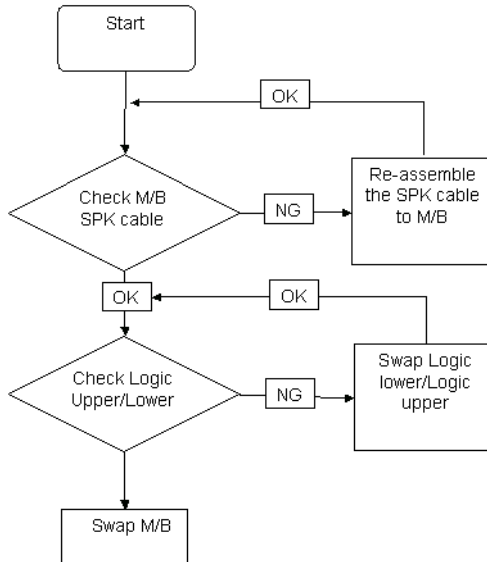 Start
OK
Check M/B
SPK cable
NG
Re-assemble
the SPK cable
to M/B
OK
OK
Check Logic
Upper/Lower
NG
Swap Logic
lower/Logic
upper
Swap M/B